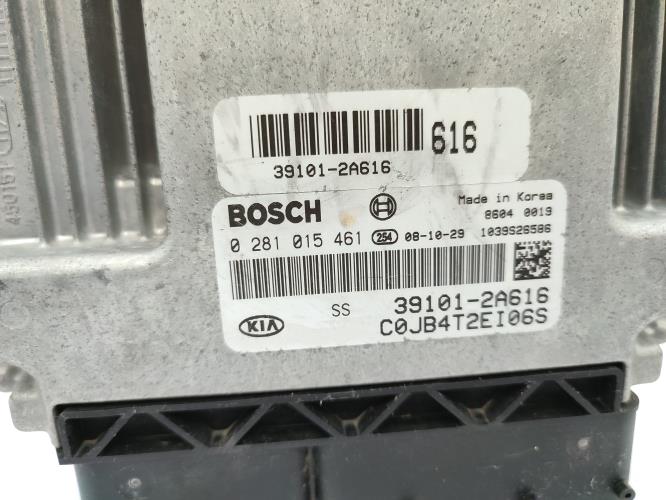 616
39101-2A616
BOSCH
Made in Korea
8604 0019
0 281 015 461 254 08-10-29 1039S26586
SS
39101-2A616
KIA
C0JB4T2EI06S